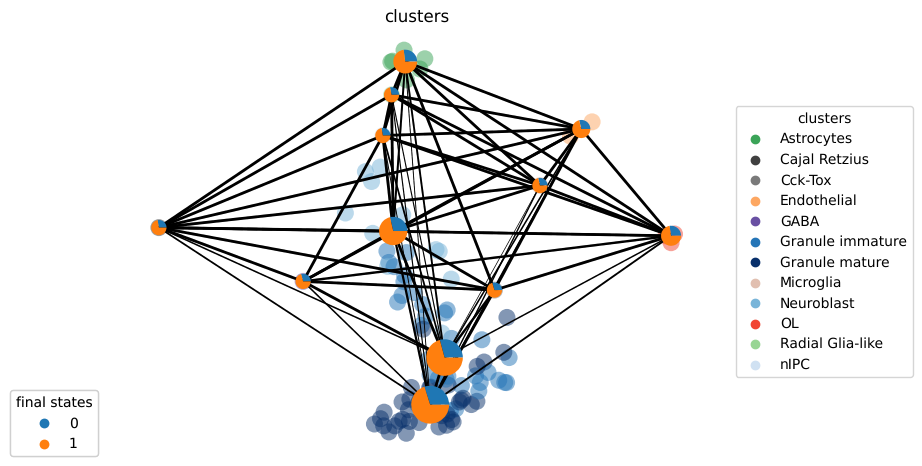 clusters
clusters
Astrocytes
Cajal Retzius
Cck-Tox
Endothelial
GABA
Granule immature
Granule mature
Microglia
Neuroblast
OL
Radial Glia-like
nIPC
final states
0
1